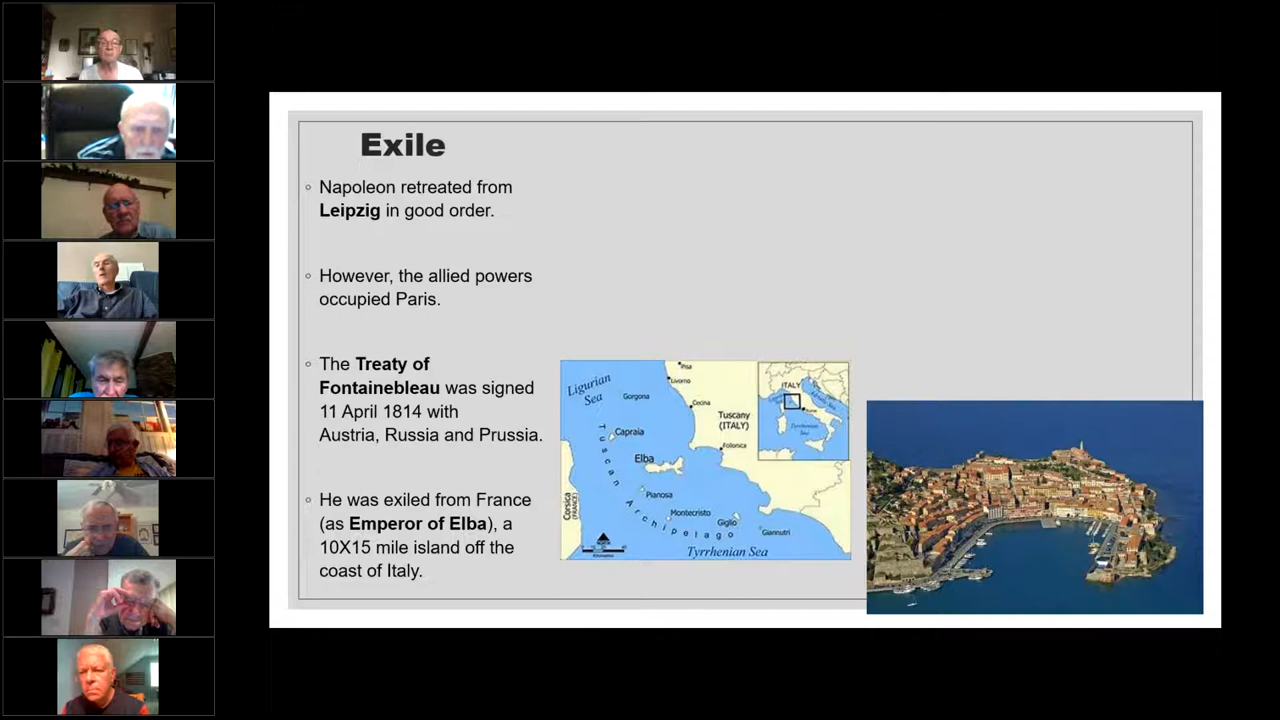 Exile
Napoleon retreated from
Leipzig in good order.
However, the allied powers
occupied Paris.
The Treaty of
Fontainebleau was signed
11 April 1814 with
Austria, Russia and Prussia.
He was exiled from France
(as Emperor of Elba), a
10X15 mile island off the
coast of Italy.
Ligurian
Sea
Pisa
Livorno
Gorgona
Cecina
Tuscany
(ITALY)
Capraia
Follonica
Elba
Tuscan Archipelago
Pianosa
Corsica
(FRANCE)
Montecristo
Giglio
Giannutri
Tyrrhenian Sea
ITALY
Tyrrhenian
Sea